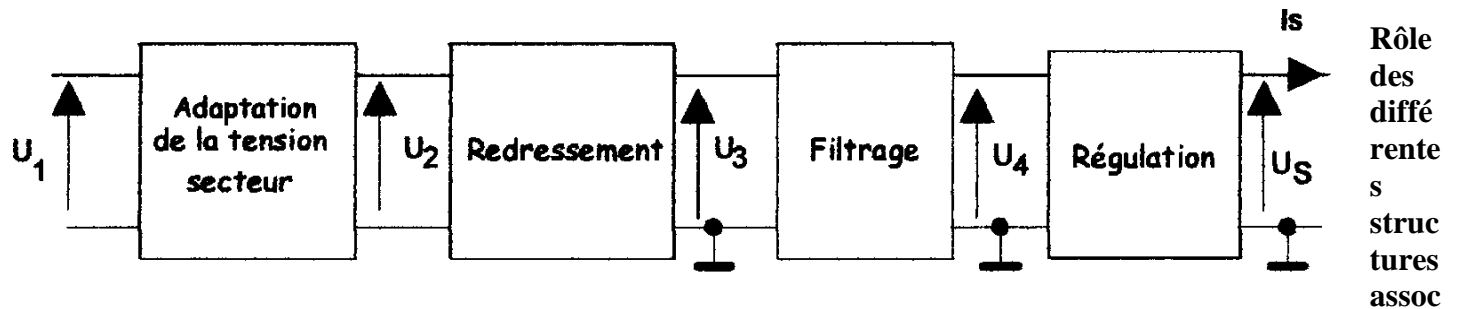 Is
U1
Adaptation
de la tension
secteur
U2
Redressement
U3
Filtrage
U4
Régulation
US
Rôle
des
diffé
rente
s
struc
tures
assoc